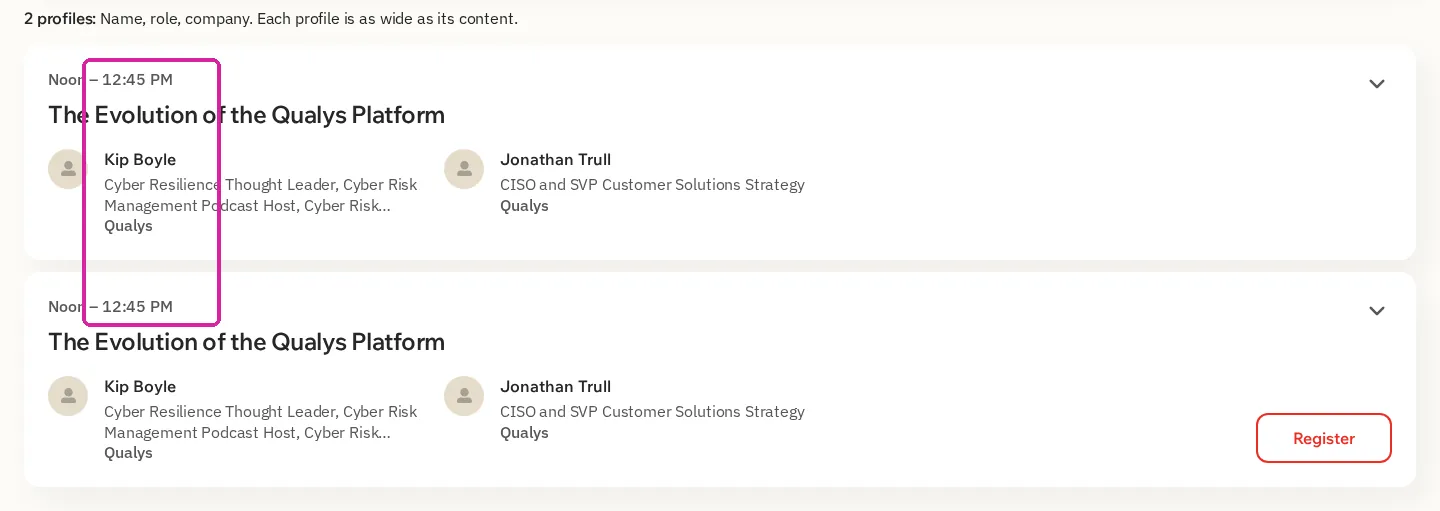 2 profiles: Name, role, company. Each profile is as wide as its content.
Noon – 12:45 PM
The Evolution of the Qualys Platform
Kip Boyle
Cyber Resilience Thought Leader, Cyber Risk
Management Podcast Host, Cyber Risk...
Qualys
Jonathan Trull
CISO and SVP Customer Solutions Strategy
Qualys
Noon – 12:45 PM
The Evolution of the Qualys Platform
Kip Boyle
Cyber Resilience Thought Leader, Cyber Risk
Management Podcast Host, Cyber Risk...
Qualys
Jonathan Trull
CISO and SVP Customer Solutions Strategy
Qualys
Register